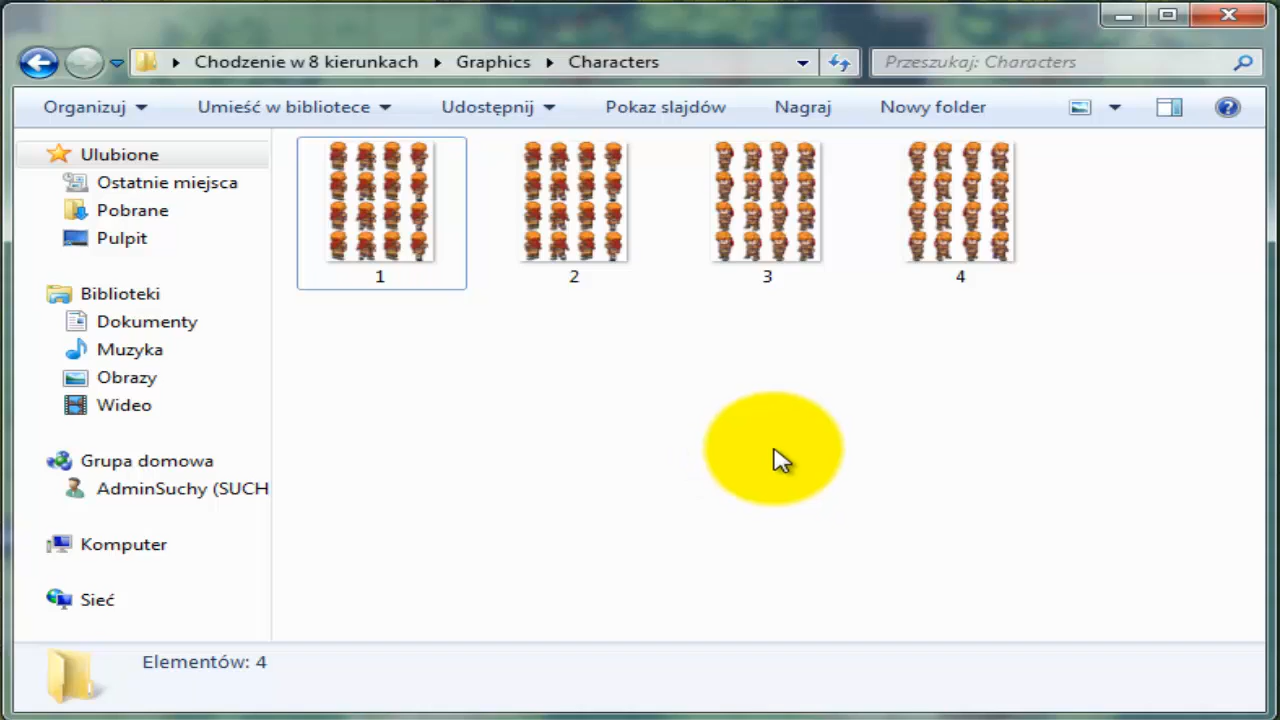 Chodzenie w 8 kierunkach Graphics Characters
Przeszukaj: Characters
Organizuj Umieść w bibliotece Udostępnij Pokaz slajdów Nagraj Nowy folder
Ulubione
Ostatnie miejsca
Pobrane
Pulpit
Biblioteki
Dokumenty
Muzyka
Obrazy
Wideo
Grupa domowa
AdminSuchy (SUCH
Komputer
Sieć
1 2 3 4
Elementów: 4